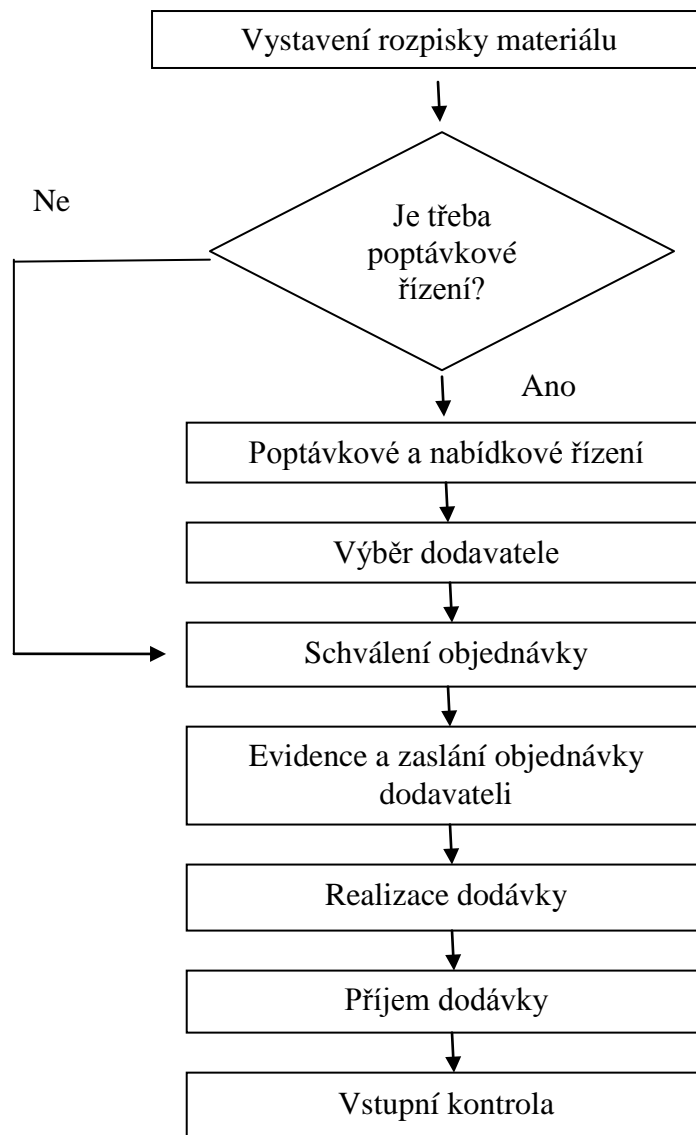 Vystavení rozpisky materiálu
Ne
Je třeba
poptávkové
řízení?
Ano
Poptávkové a nabídkové řízení
Výběr dodavatele
Schválení objednávky
Evidence a zaslání objednávky
dodavateli
Realizace dodávky
Příjem dodávky
Vstupní kontrola